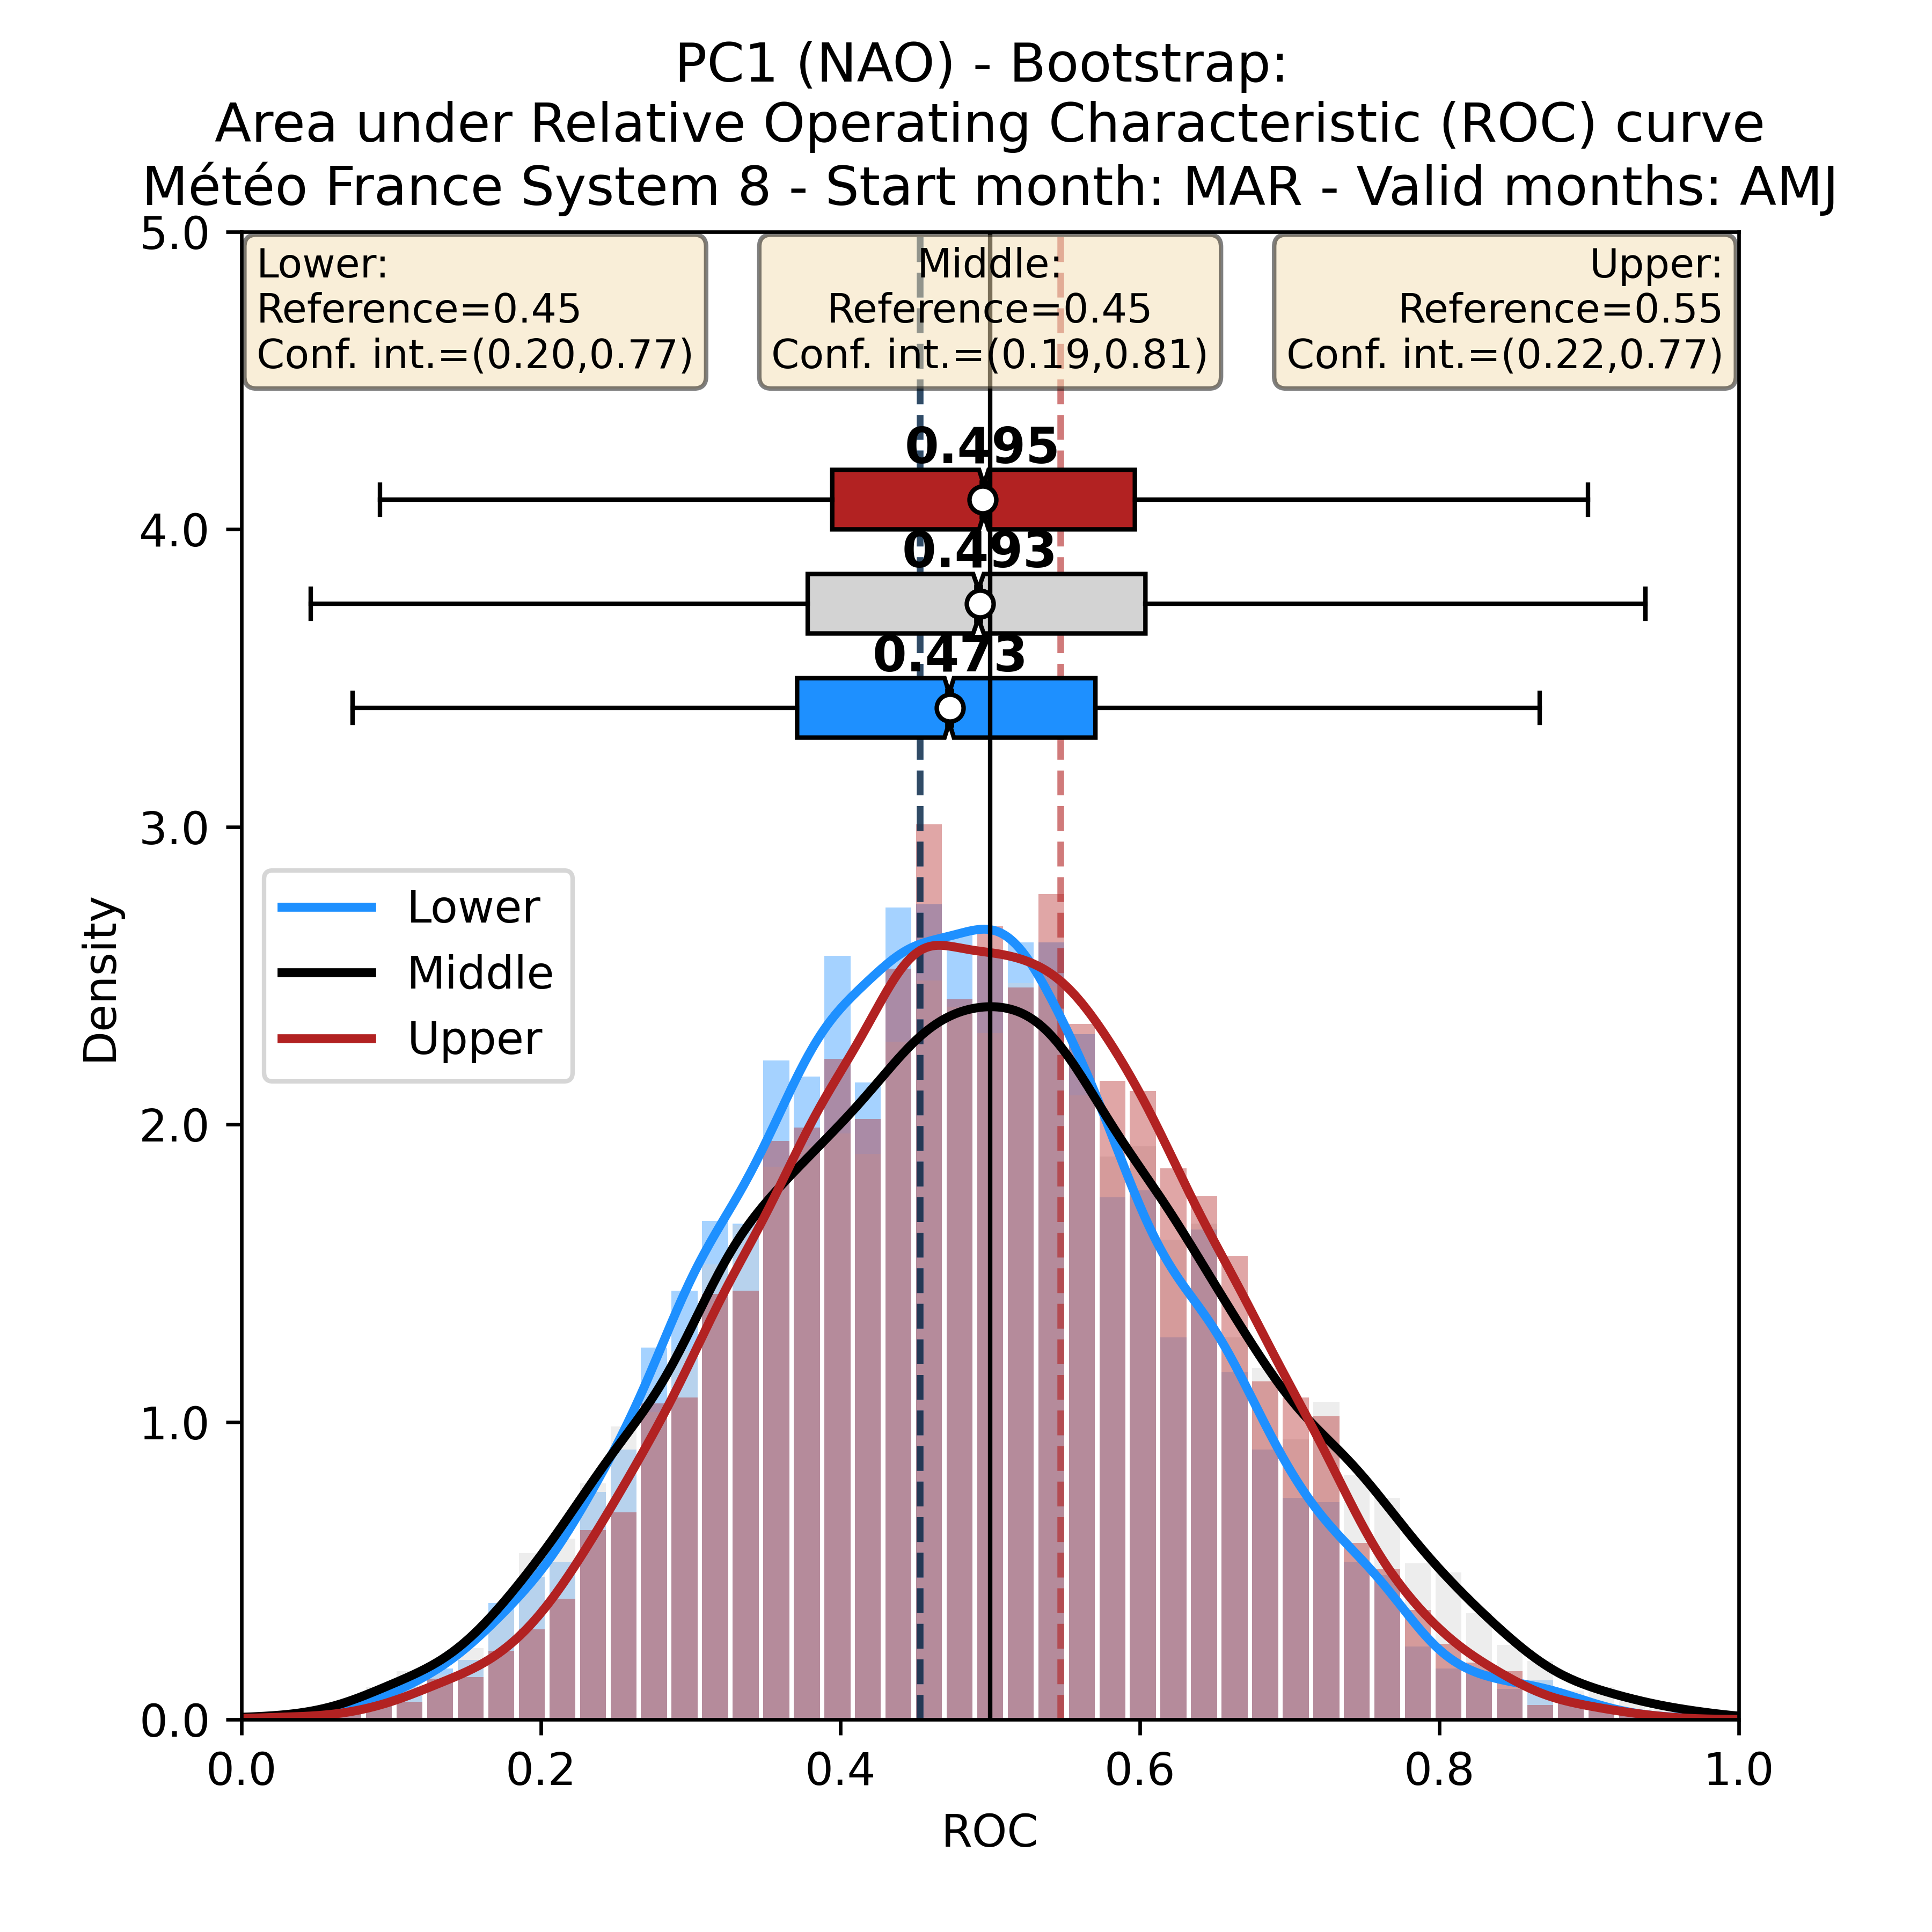 PC1 (NAO) - Bootstrap:
Area under Relative Operating Characteristic (ROC) curve
Météo France System 8 - Start month: MAR - Valid months: AMJ
Lower:
Reference=0.45
Conf. int.=(0.20,0.77)
Middle:
Reference=0.45
Conf. int.=(0.19,0.81)
Upper:
Reference=0.55
Conf. int.=(0.22,0.77)
0.495
0.493
0.473
Lower
Middle
Upper
Density
5.0
4.0
3.0
2.0
1.0
0.0
0.0 0.2 0.4 0.6 0.8 1.0
ROC